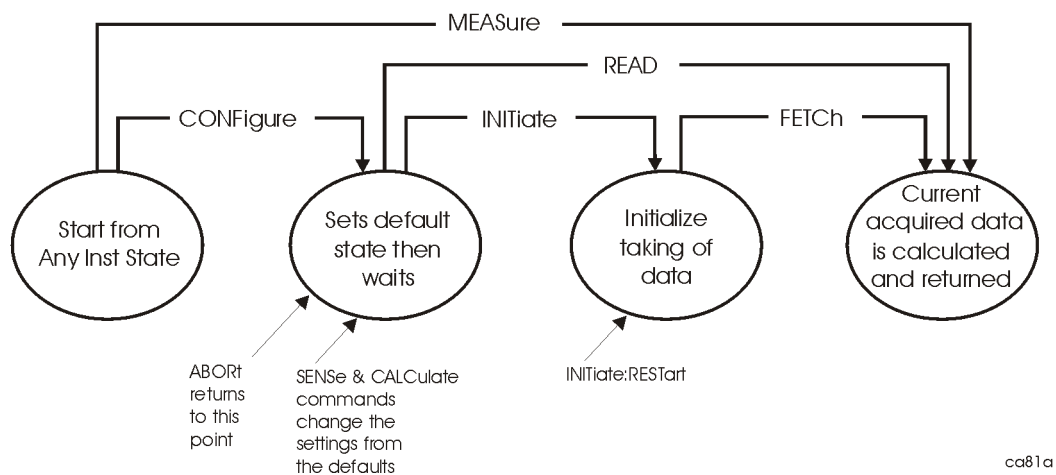 MEASure
READ
CONFigure
INITiate
FETCh
Start from
Any Inst State
Sets default
state then
waits
Initialize
taking of
data
Current
acquired data
is calculated
and returned
ABORt
returns
to this
point
SENSe & CALCulate
commands
change the
settings from
the defaults
INITiate:RESTart
ca81a